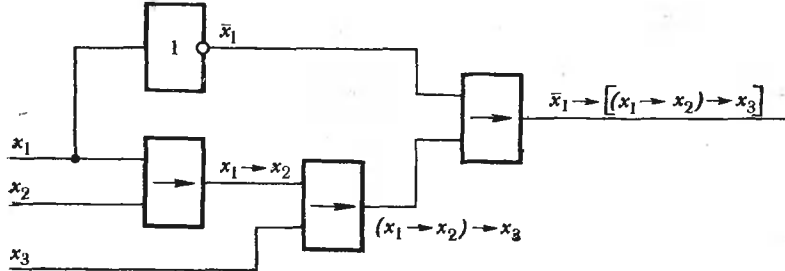 x̄₁
1
x̄₁ → [(x₁ → x₂) → x₃]
x₁
→
x₁ → x₂
→
x₂
→
(x₁ → x₂) → x₃
x₃